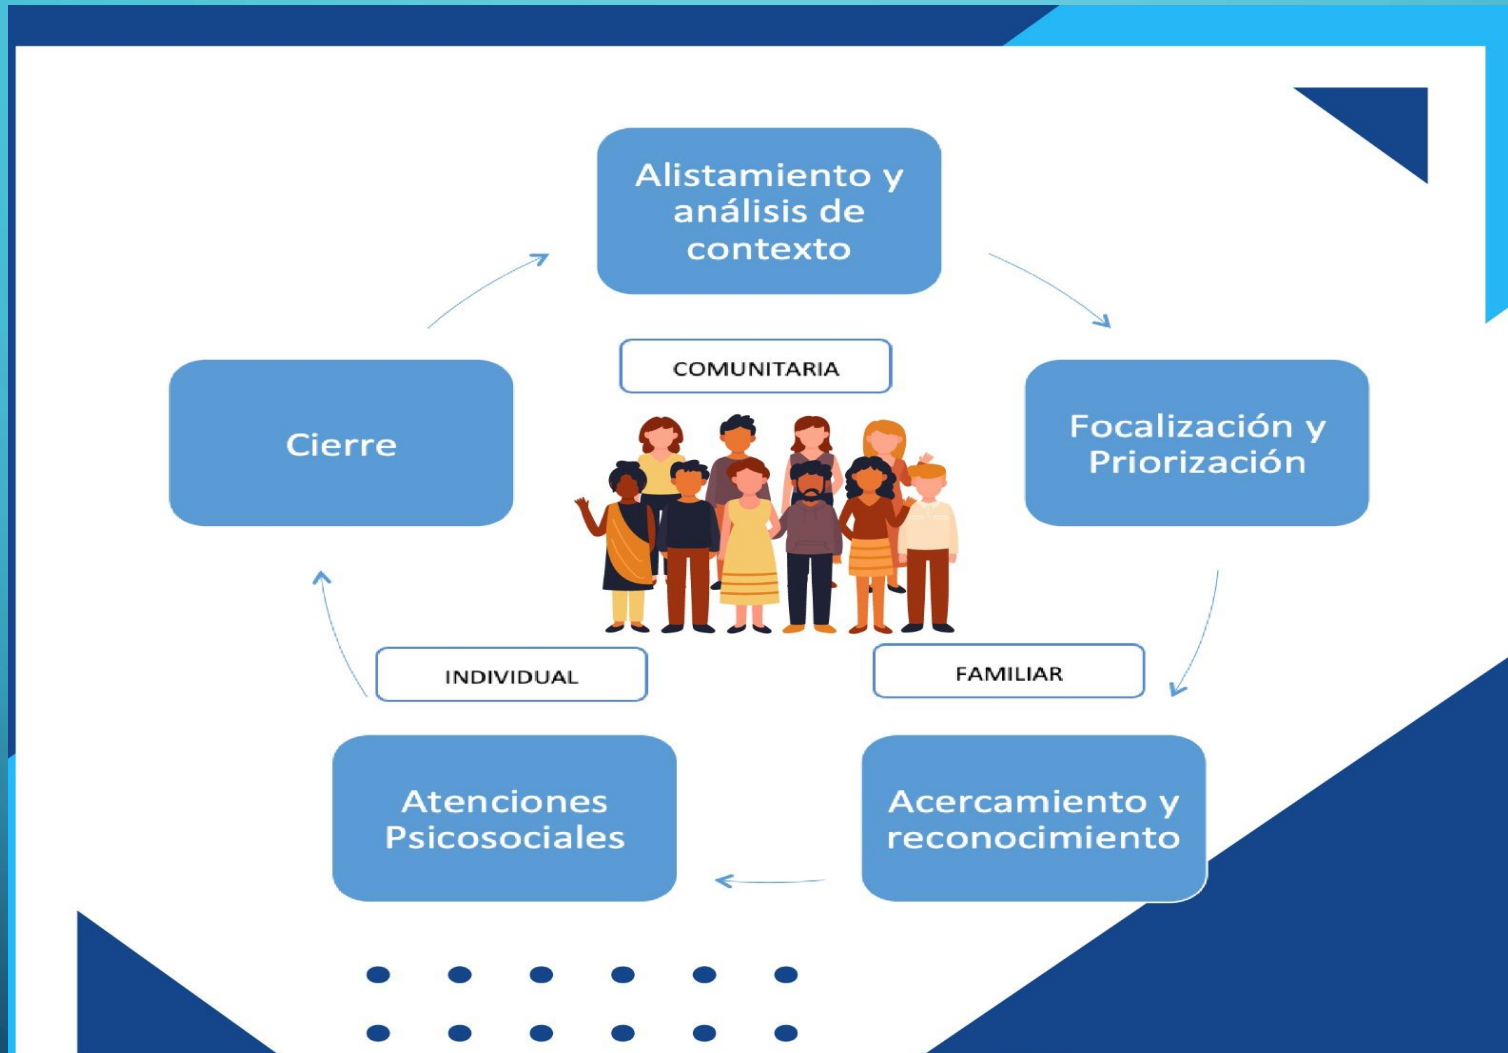 Alistamiento y
análisis de
contexto
COMUNITARIA
Cierre
Focalización y
Priorización
INDIVIDUAL
FAMILIAR
Atenciones
Psicosociales
Acercamiento y
reconocimiento